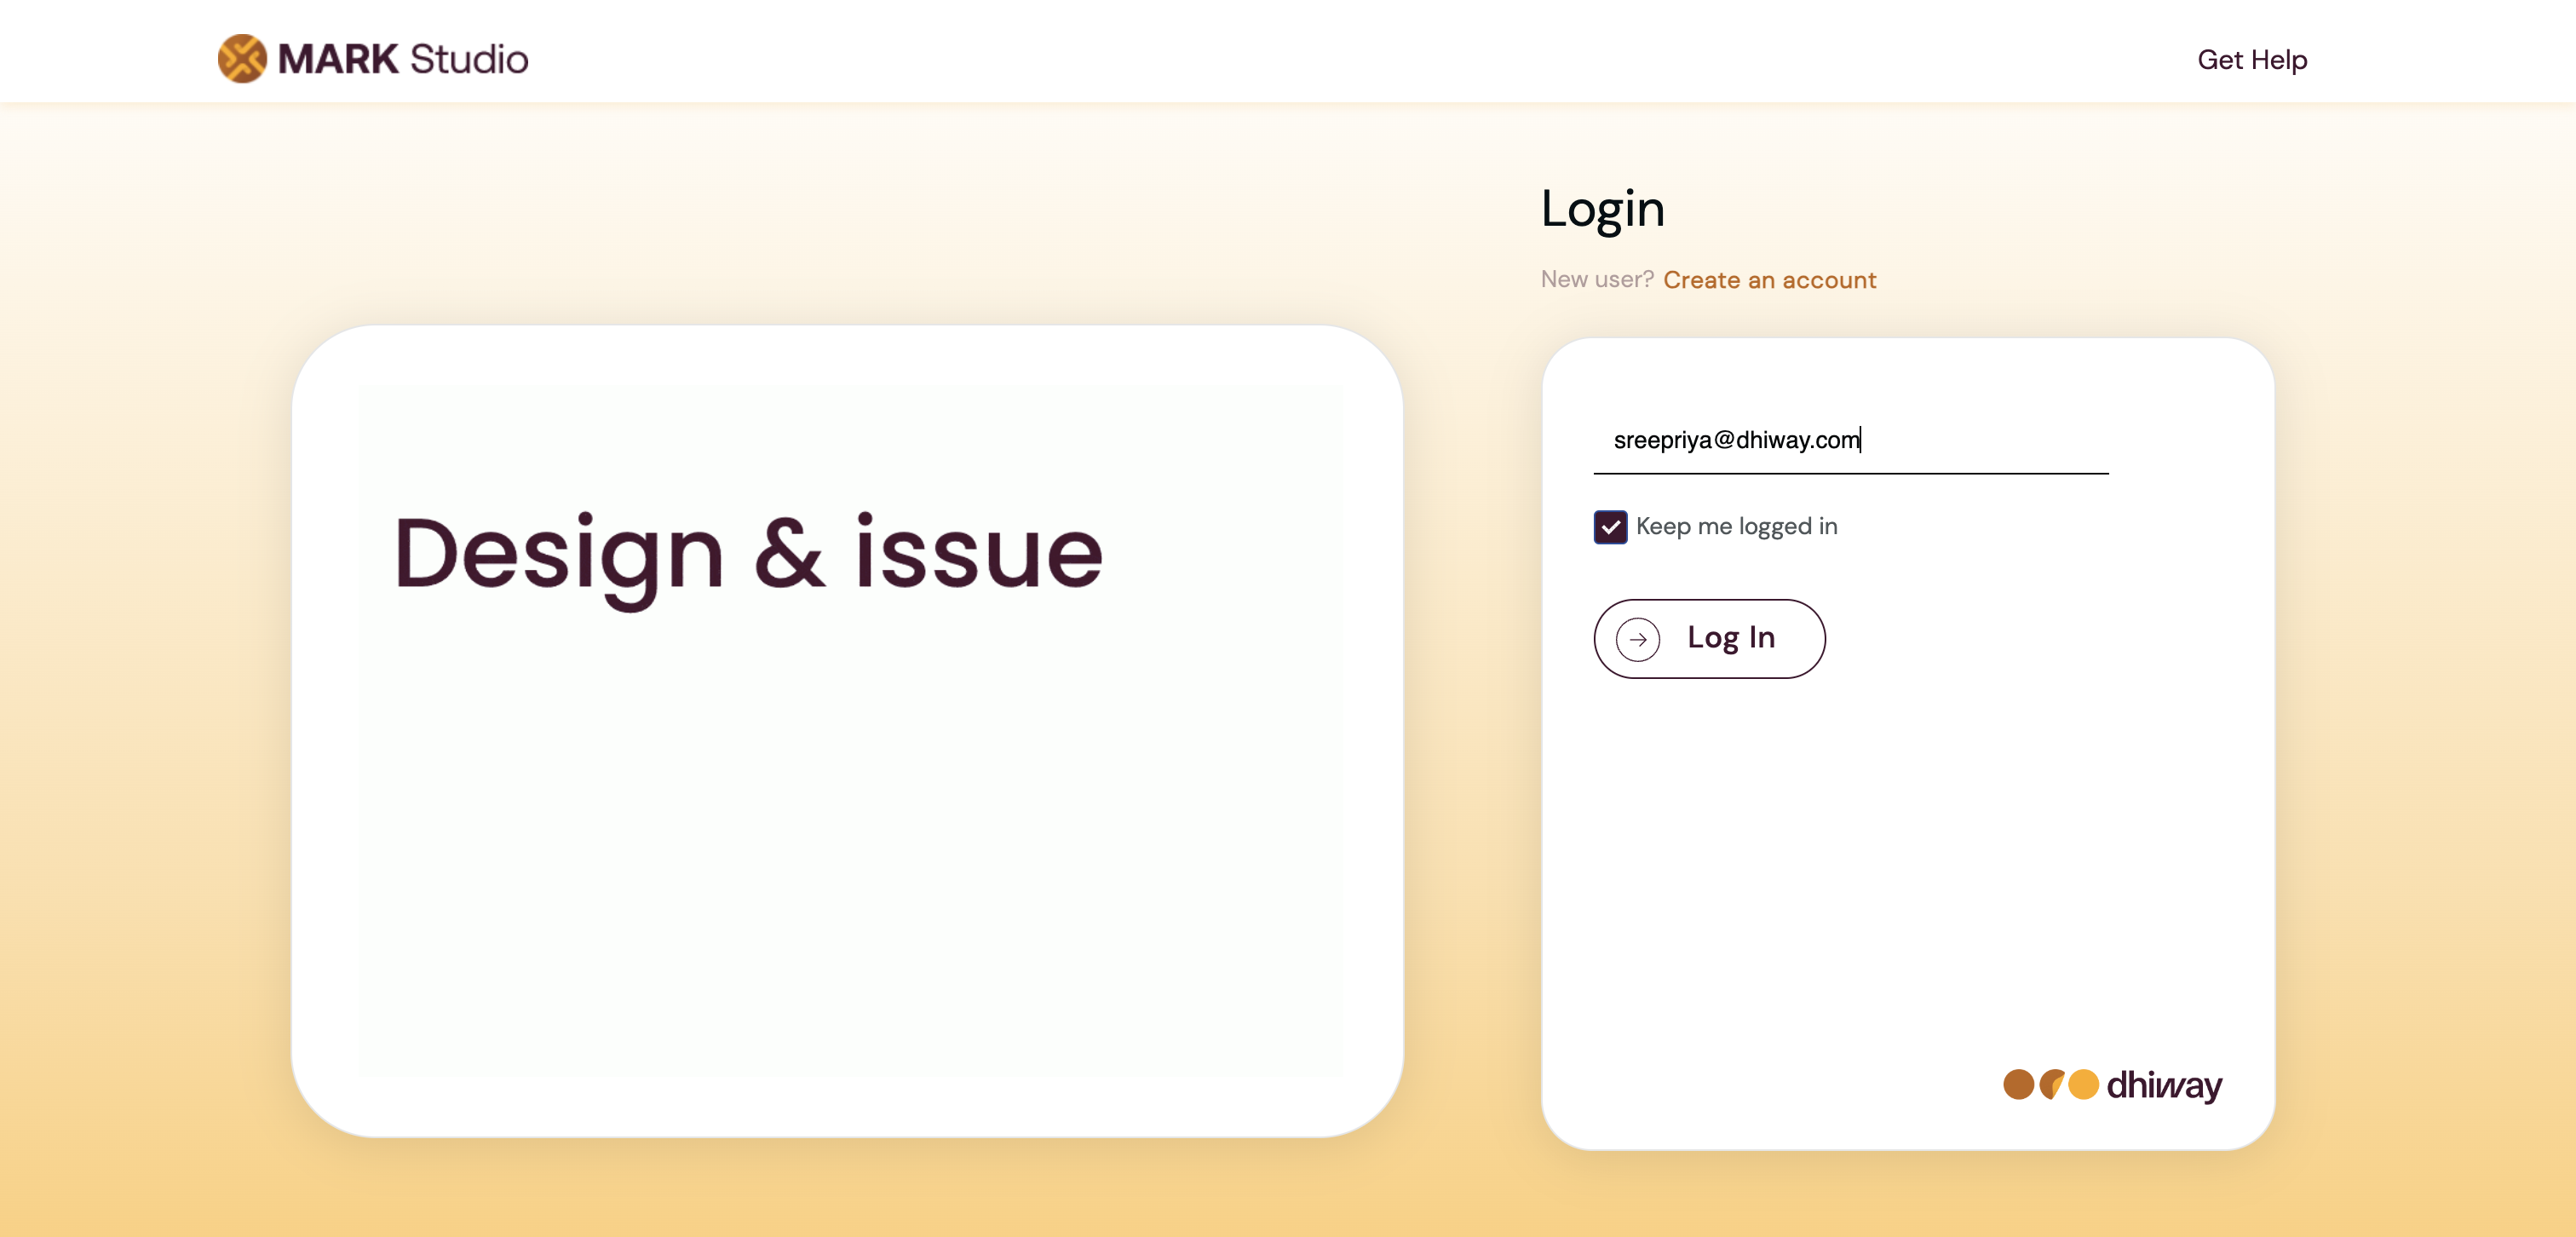 MARK Studio
Get Help
Login
New user? Create an account
Design & issue
sreepriya@dhiway.com
Keep me logged in
Log In
dhiway